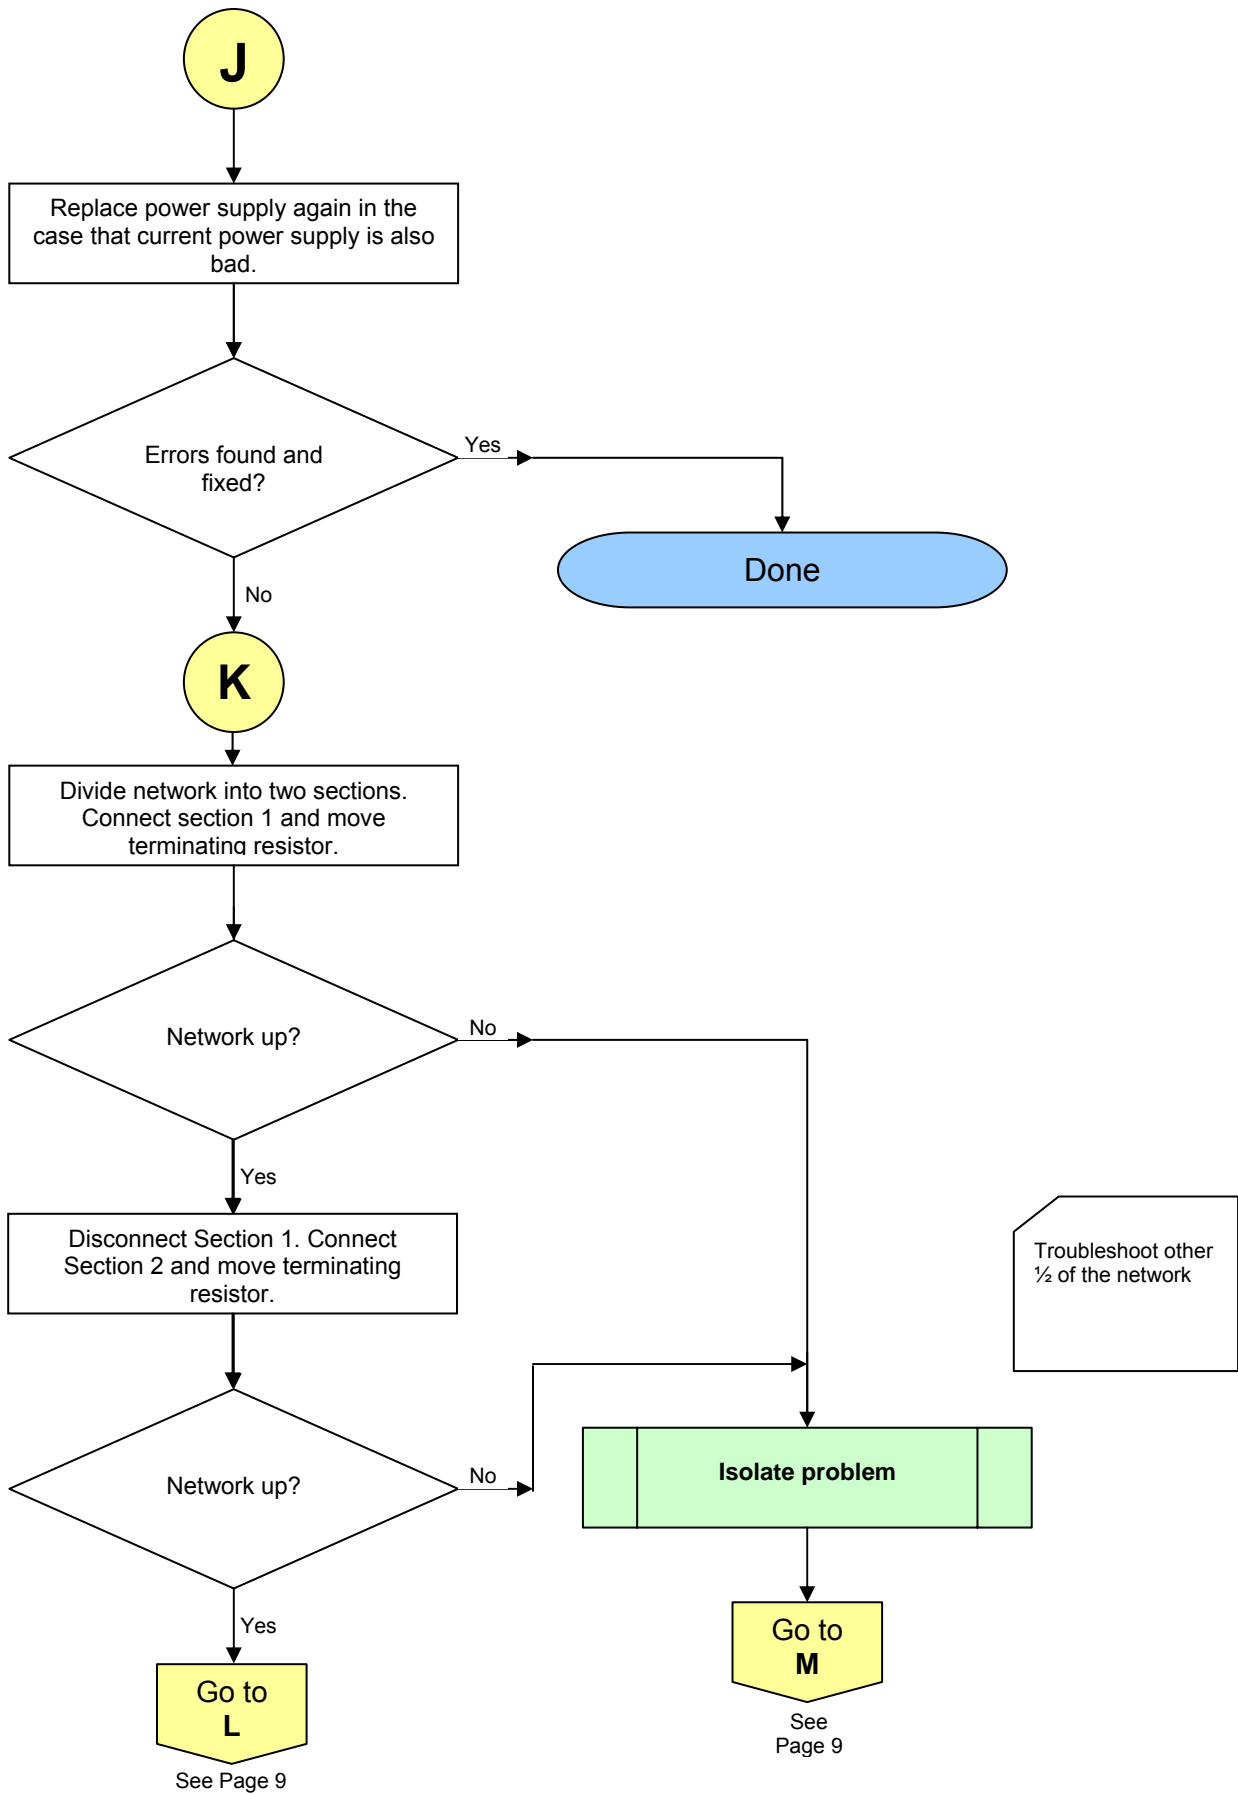 J
Replace power supply again in the
case that current power supply is also
bad.
Errors found and
fixed?
Yes
Done
No
K
Divide network into two sections.
Connect section 1 and move
terminating resistor.
Network up?
No
Yes
Disconnect Section 1. Connect
Section 2 and move terminating
resistor.
Troubleshoot other
½ of the network
Network up?
No
Isolate problem
Yes
Go to
M
See
Page 9
Go to
L
See Page 9